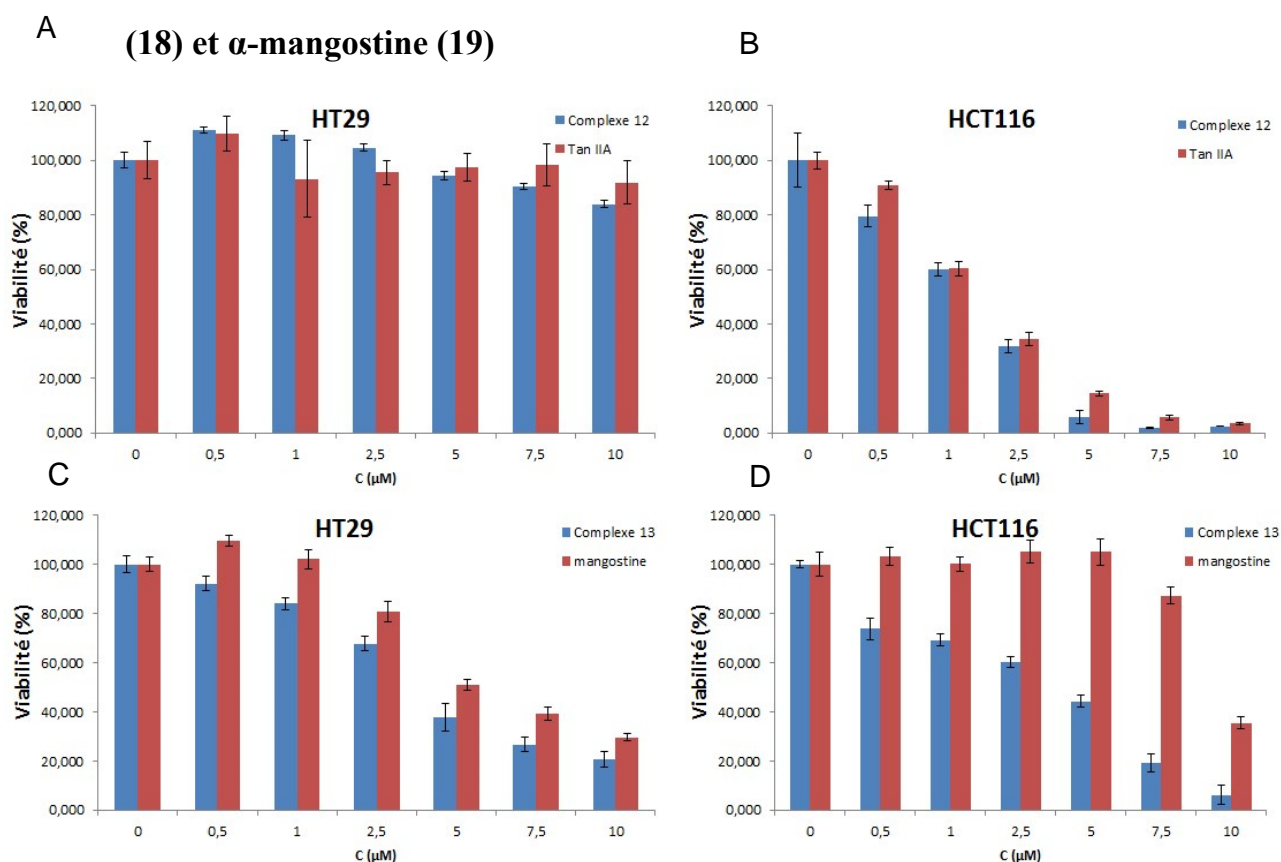 A
(18) et α-mangostine (19)
B
HT29
Complexe 12
Tan IIA
Viabilité (%)
120,000
100,000
80,000
60,000
40,000
20,000
0,000
0 0,5 1 2,5 5 7,5 10
C (µM)
HCT116
Complexe 12
Tan IIA
Viabilité (%)
120,000
100,000
80,000
60,000
40,000
20,000
0,000
0 0,5 1 2,5 5 7,5 10
C (µM)
C
HT29
Complexe 13
mangostine
Viabilité (%)
120,000
100,000
80,000
60,000
40,000
20,000
0,000
0 0,5 1 2,5 5 7,5 10
C (µM)
D
HCT116
Complexe 13
mangostine
Viabilité (%)
120,000
100,000
80,000
60,000
40,000
20,000
0,000
0 0,5 1 2,5 5 7,5 10
C (µM)